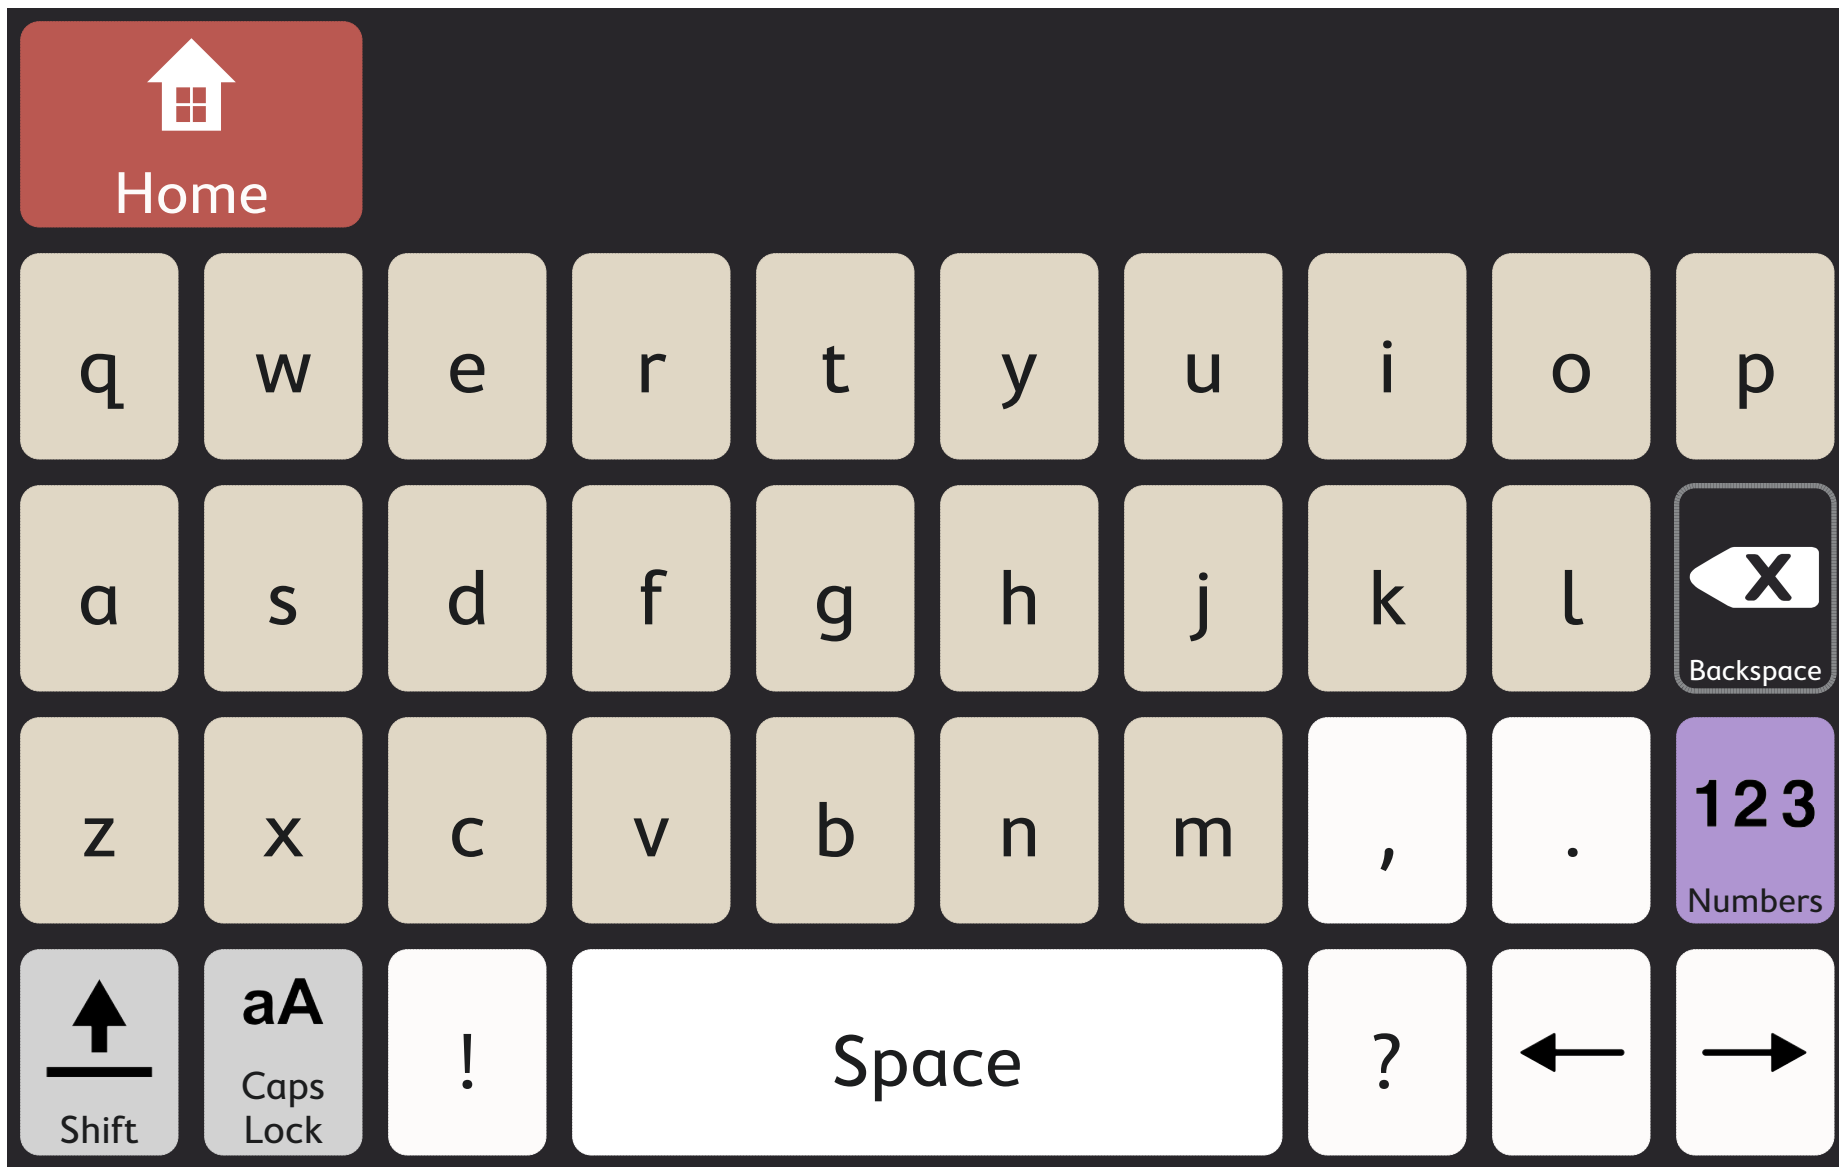 Home
q w e r t y u i o p
a s d f g h j k l X
Backspace
z x c v b n m , . 123
Numbers
aA
! Space ?
Caps
Shift Lock